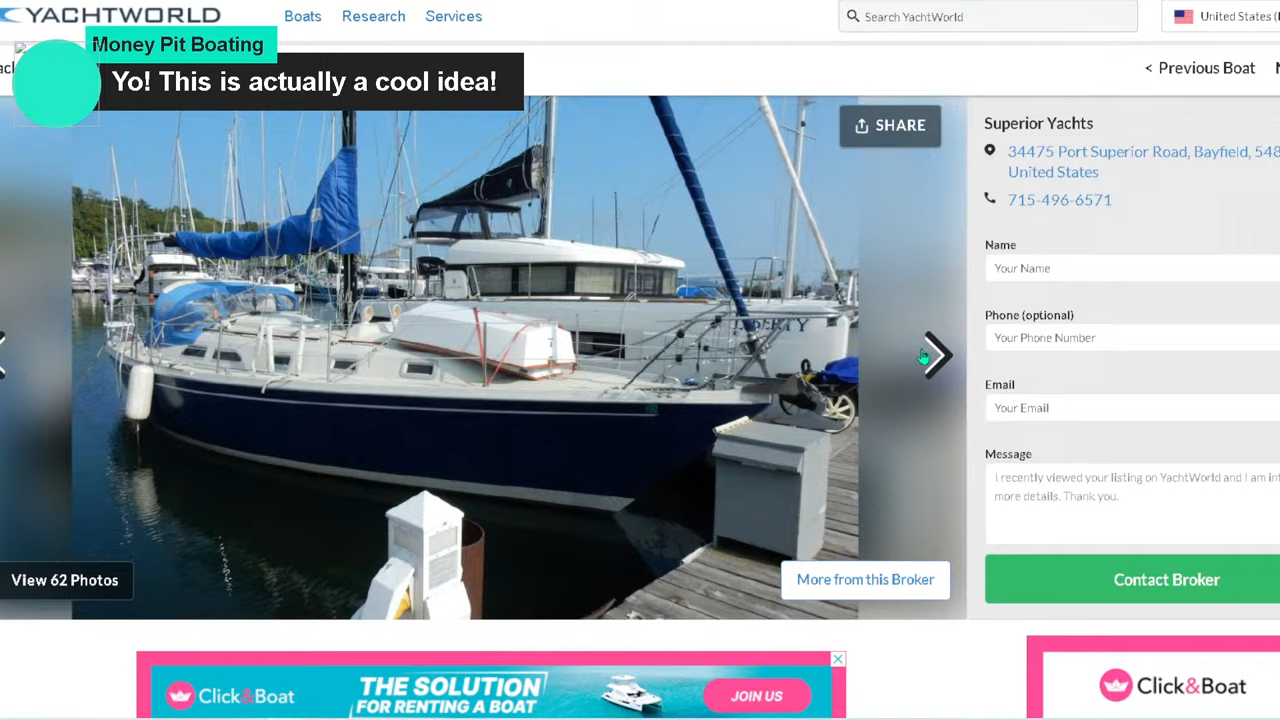 YACHTWORLD
Boats Research Services
Search YachtWorld
United States (
Money Pit Boating
Yo! This is actually a cool idea!
< Previous Boat
SHARE
Superior Yachts
34475 Port Superior Road, Bayfield, 548
United States
715-496-6571
Name
Your Name
Phone (optional)
Your Phone Number
Email
Your Email
Message
I recently viewed your listing on YachtWorld and I am in
more details. Thank you.
LIBERTY
View 62 Photos
More from this Broker
Contact Broker
Click&Boat
THE SOLUTION
FOR RENTING A BOAT
JOIN US
Click&Boat